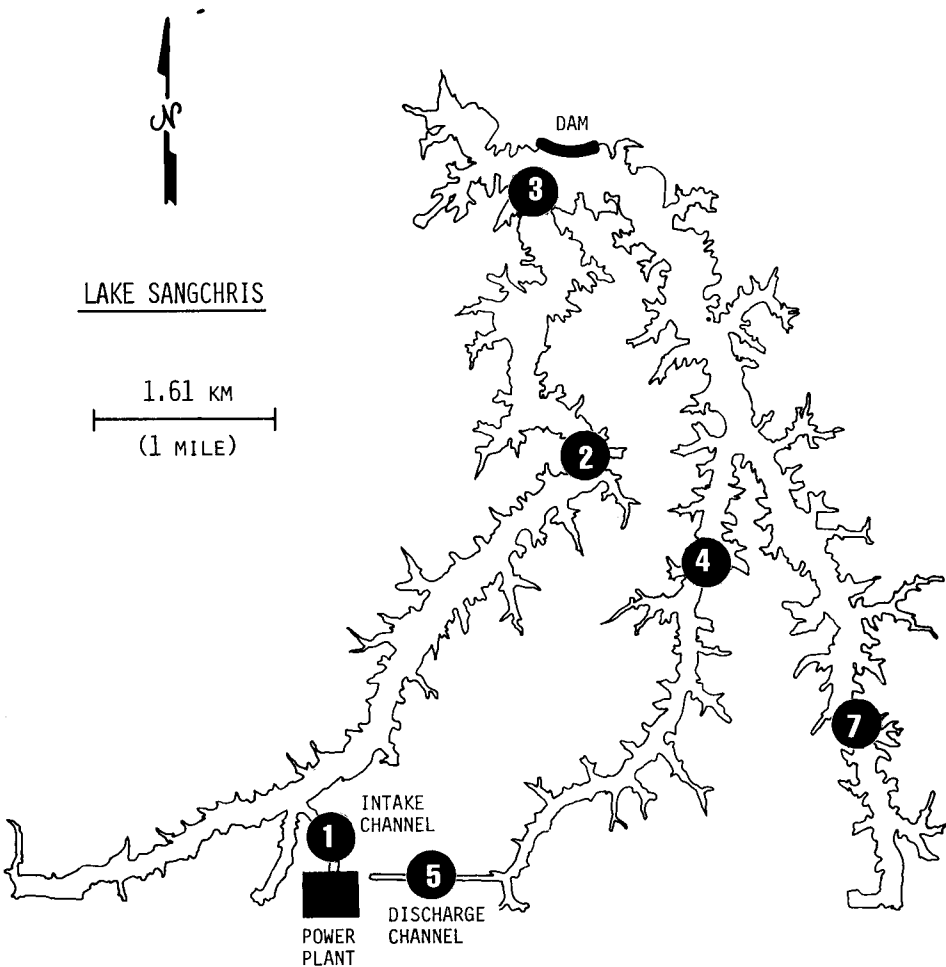 N
DAM
3
LAKE SANGCHRIS
1.61 KM
(1 MILE)
2
4
7
INTAKE
CHANNEL
1
5
DISCHARGE
CHANNEL
POWER
PLANT